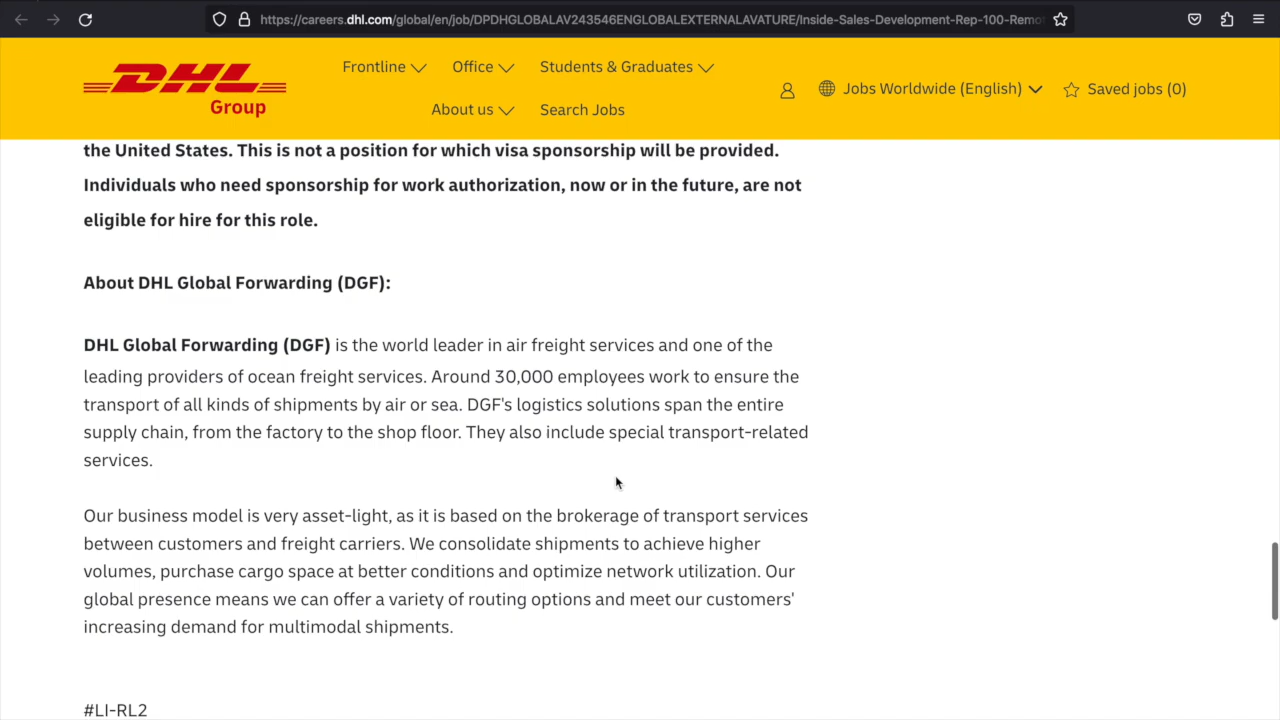 https://careers.dhl.com/global/en/job/DPDHGLOBALAV243546ENGLOBALEXTERNALAVATURE/Inside-Sales-Development-Rep-100-Remo
DHL
Group
Frontline
Office
Students & Graduates
About us
Search Jobs
Jobs Worldwide (English)
Saved jobs (0)
the United States. This is not a position for which visa sponsorship will be provided.
Individuals who need sponsorship for work authorization, now or in the future, are not
eligible for hire for this role.
About DHL Global Forwarding (DGF):
DHL Global Forwarding (DGF) is the world leader in air freight services and one of the
leading providers of ocean freight services. Around 30,000 employees work to ensure the
transport of all kinds of shipments by air or sea. DGF's logistics solutions span the entire
supply chain, from the factory to the shop floor. They also include special transport-related
services.
Our business model is very asset-light, as it is based on the brokerage of transport services
between customers and freight carriers. We consolidate shipments to achieve higher
volumes, purchase cargo space at better conditions and optimize network utilization. Our
global presence means we can offer a variety of routing options and meet our customers'
increasing demand for multimodal shipments.
#LI-RL2